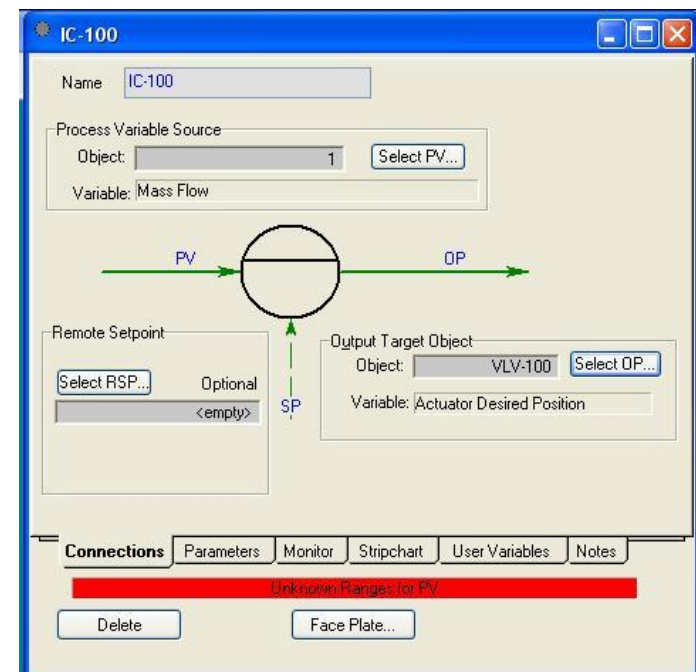 IC-100
Name IC-100
Process Variable Source
Object: 1 Select PV...
Variable: Mass Flow
PV OP
Remote Setpoint
Output Target Object
Object: VLV-100 Select OP...
Select RSP... Optional
Variable: Actuator Desired Position
<empty>
SP
Connections Parameters Monitor Stripchart User Variables Notes
Unknown Ranges for PV
Delete Face Plate...